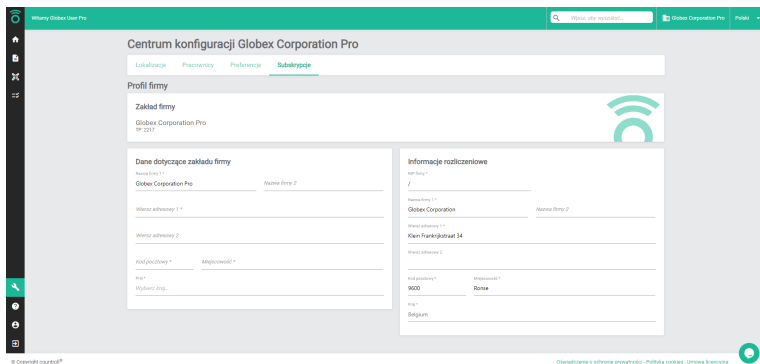 Witamy Globex User Pro
Wpisz, aby wyszukać...
Globex Corporation Pro
Polski
Centrum konfiguracji Globex Corporation Pro
Lokalizacje
Pracownicy
Preferencje
Subskrypcje
Profil firmy
Zakład firmy
Globex Corporation Pro
TP: 2217
Dane dotyczące zakładu firmy
Nazwa firmy 1 *
Globex Corporation Pro
Nazwa firmy 2
Wiersz adresowy 1 *
Wiersz adresowy 2
Kod pocztowy *
Miejscowość *
Kraj *
Wybierz kraj...
Informacje rozliczeniowe
NIP firmy *
/
Nazwa firmy 1 *
Globex Corporation
Nazwa firmy 2
Wiersz adresowy 1 *
Klein Frankrijkstraat 34
Wiersz adresowy 2
Kod pocztowy *
9600
Miejscowość *
Ronse
Kraj *
Belgium
© Copyright countroll®
Oświadczenie o ochronie prywatności - Polityka cookies - Umowa licencyjna